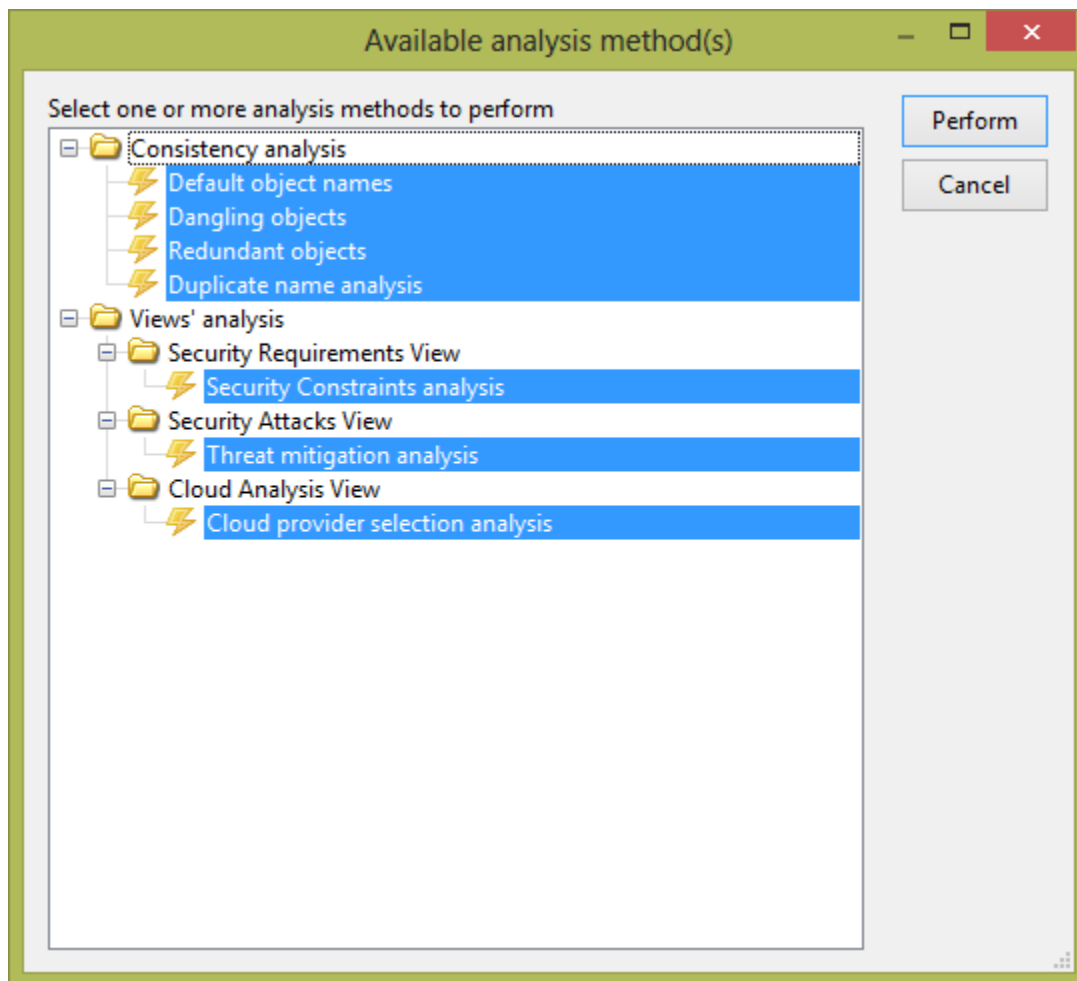 Available analysis method(s)
Select one or more analysis methods to perform
Perform
Consistency analysis
Default object names
Cancel
Dangling objects
Redundant objects
Duplicate name analysis
Views' analysis
Security Requirements View
Security Constraints analysis
Security Attacks View
Threat mitigation analysis
Cloud Analysis View
Cloud provider selection analysis